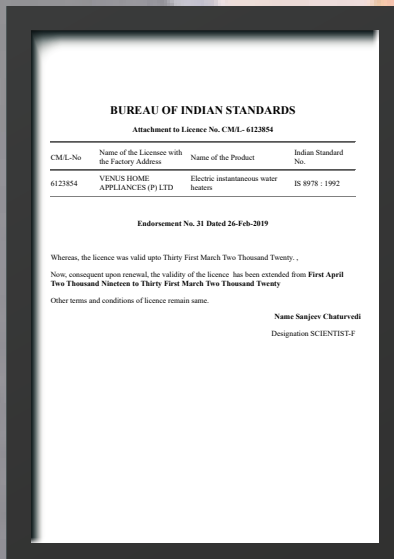 BUREAU OF INDIAN STANDARDS
Attachment to Licence No. CM/L- 6123854
CM/L-No
Name of the Licensee with
the Factory Address
Name of the Product
Indian Standard
No.
6123854
VENUS HOME
APPLIANCES (P) LTD
Electric instantaneous water
heaters
IS 8978 : 1992
Endorsement No. 31 Dated 26-Feb-2019
Whereas, the licence was valid upto Thirty First March Two Thousand Twenty. ,
Now, consequent upon renewal, the validity of the licence has been extended from First April
Two Thousand Nineteen to Thirty First March Two Thousand Twenty
Other terms and conditions of licence remain same.
Name Sanjeev Chaturvedi
Designation SCIENTIST-F